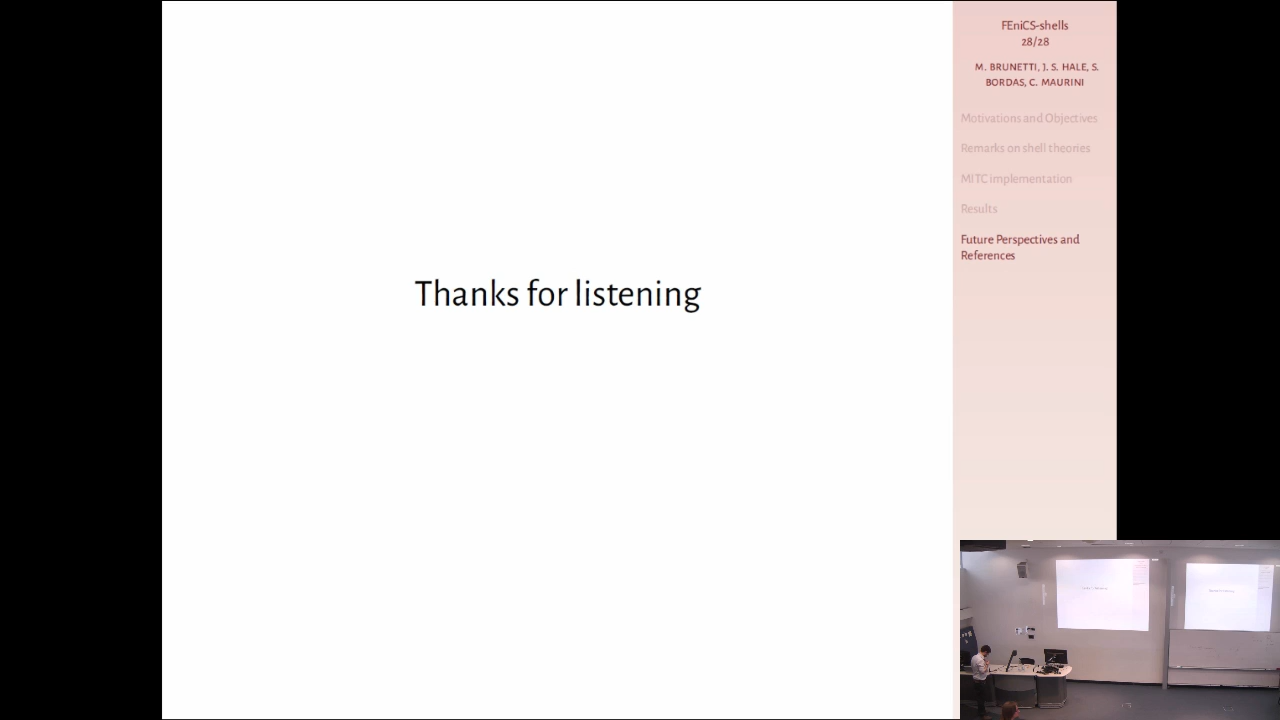 Thanks for listening
FEniCS-shells
28/28
M. BRUNETTI, J. S. HALE, S.
BORDAS, C. MAURINI
Motivations and Objectives
Remarks on shell theories
MITC implementation
Results
Future Perspectives and
References